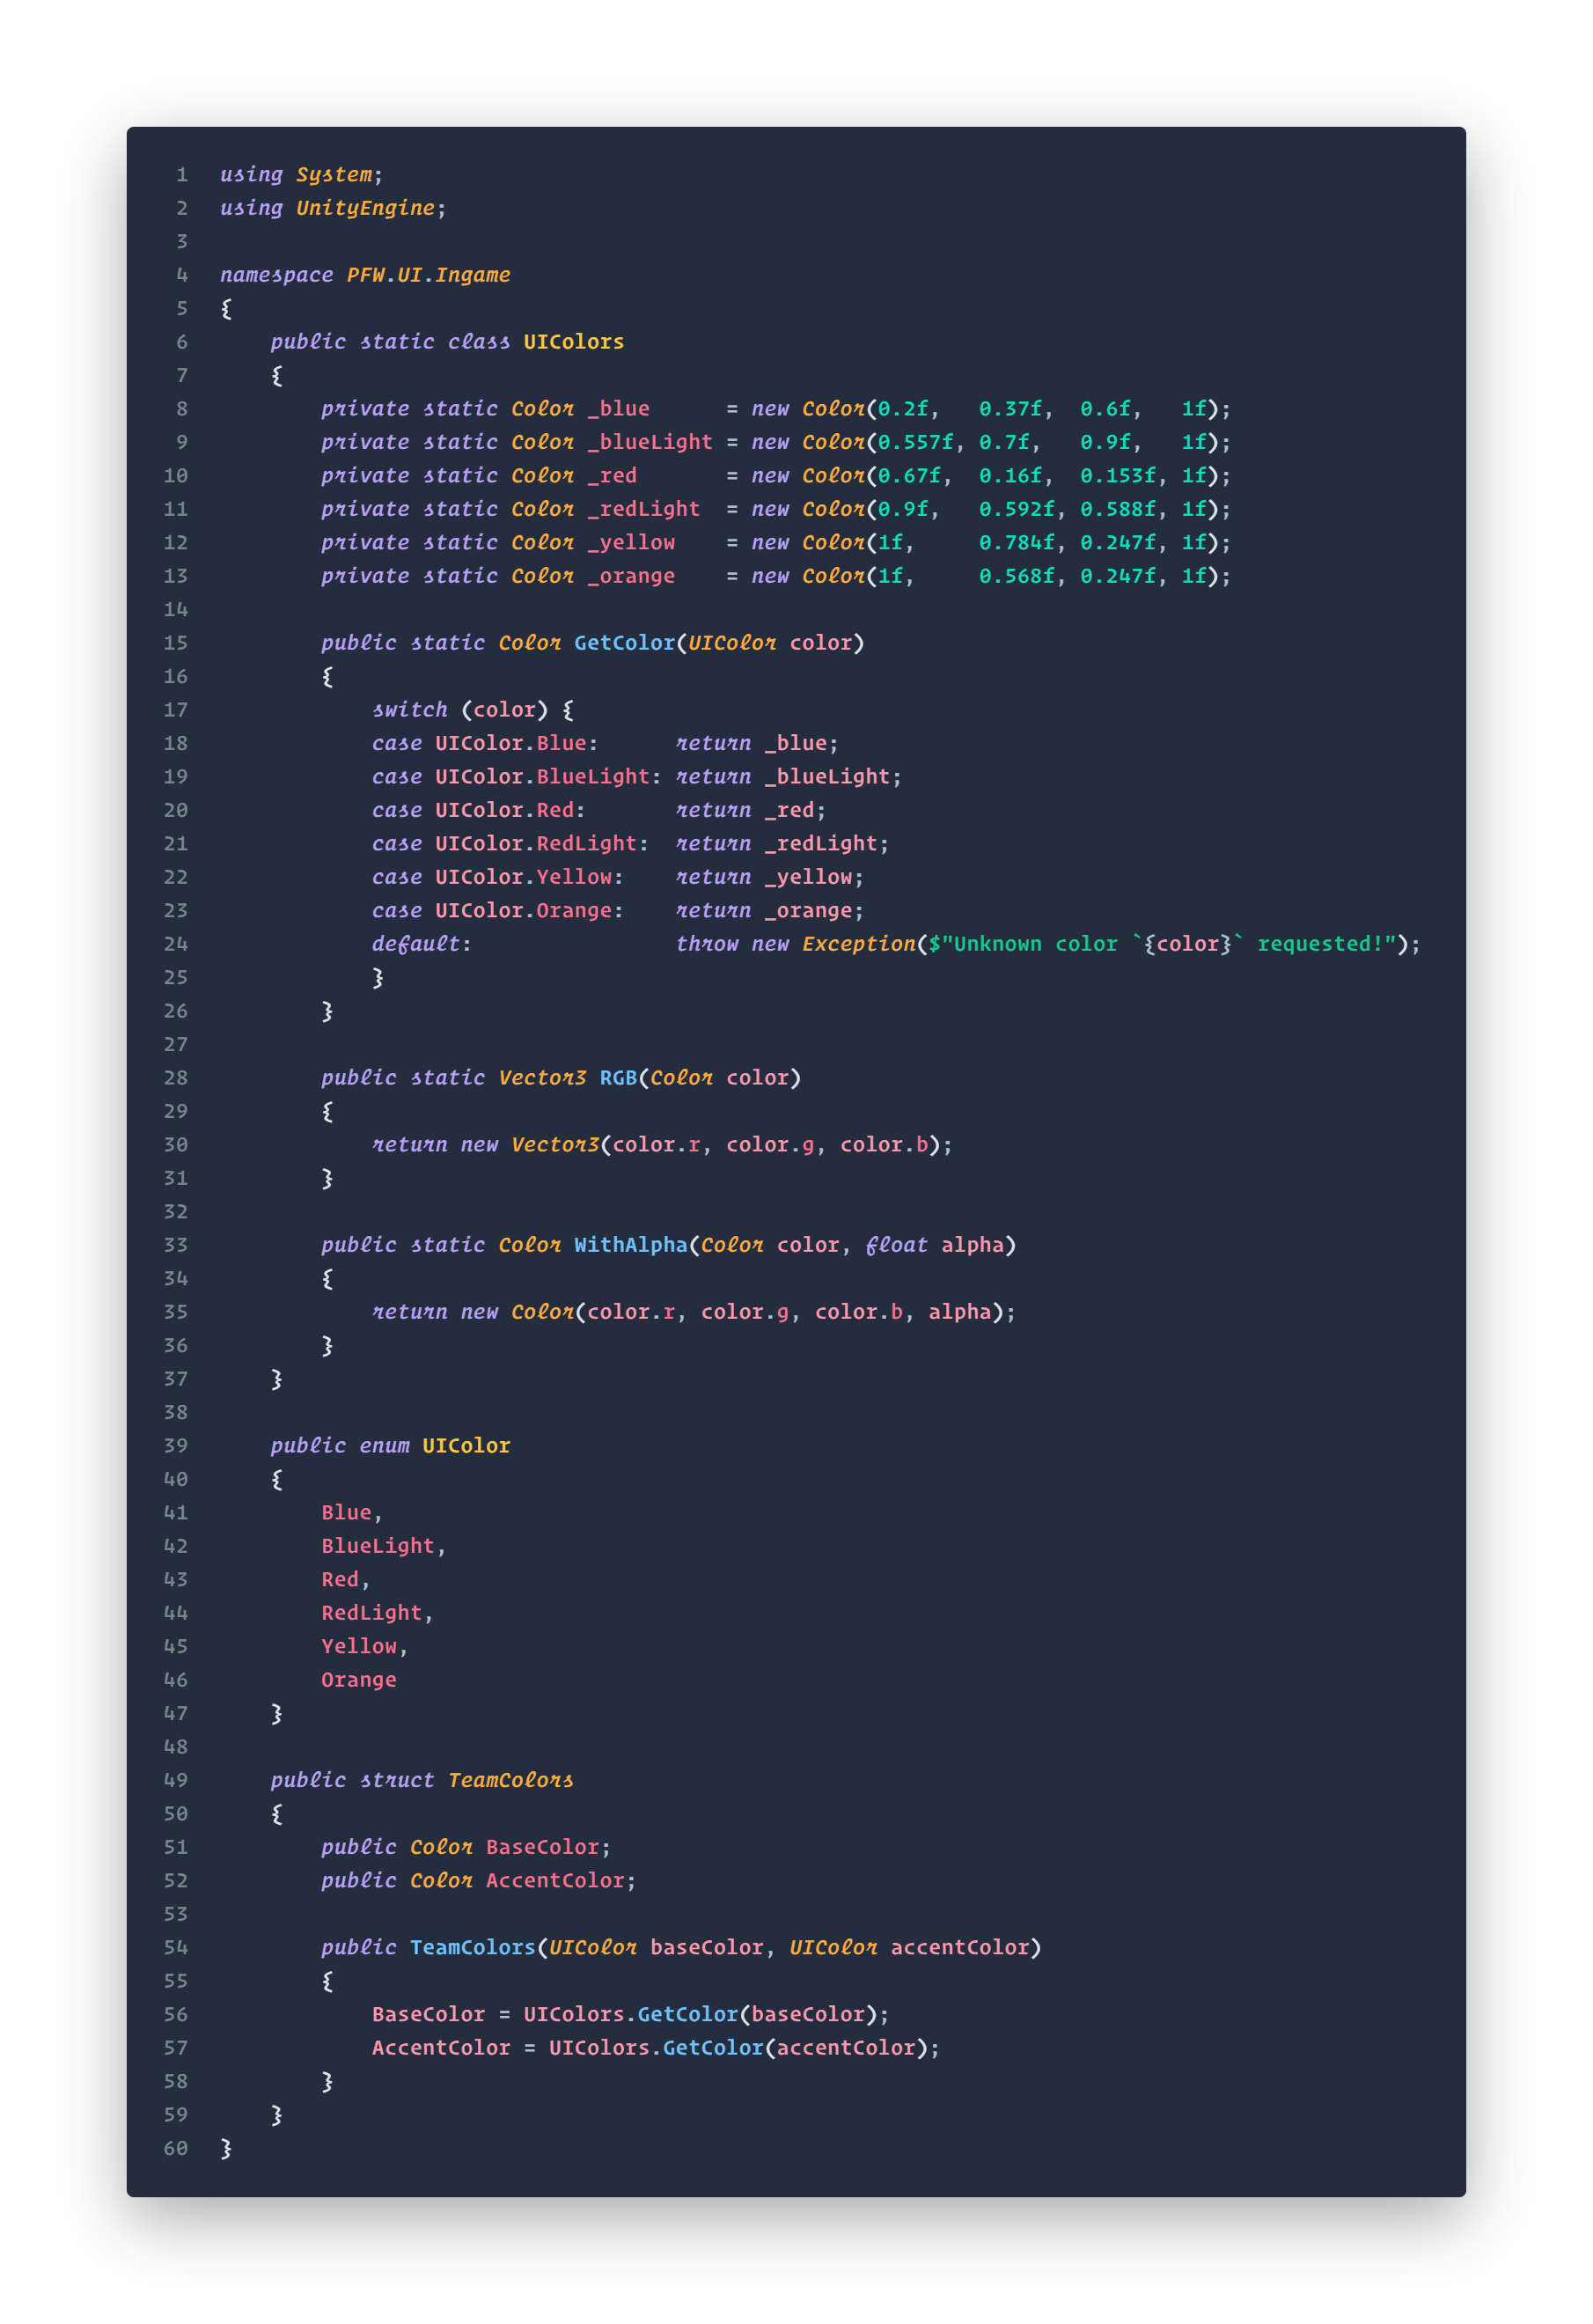 1 using System;
2 using UnityEngine;
3
4 namespace PFW.UI.Ingame
5 {
6     public static class UIColors
7     {
8         private static Color _blue      = new Color(0.2f,   0.37f,  0.6f,   1f);
9         private static Color _blueLight = new Color(0.557f, 0.7f,   0.9f,   1f);
10         private static Color _red       = new Color(0.67f,  0.16f,  0.153f, 1f);
11         private static Color _redLight  = new Color(0.9f,   0.592f, 0.588f, 1f);
12         private static Color _yellow    = new Color(1f,     0.784f, 0.247f, 1f);
13         private static Color _orange    = new Color(1f,     0.568f, 0.247f, 1f);
14
15         public static Color GetColor(UIColor color)
16         {
17             switch (color) {
18             case UIColor.Blue:      return _blue;
19             case UIColor.BlueLight: return _blueLight;
20             case UIColor.Red:       return _red;
21             case UIColor.RedLight:  return _redLight;
22             case UIColor.Yellow:    return _yellow;
23             case UIColor.Orange:    return _orange;
24             default:                throw new Exception($"Unknown color `{color}` requested!");
25             }
26         }
27
28         public static Vector3 RGB(Color color)
29         {
30             return new Vector3(color.r, color.g, color.b);
31         }
32
33         public static Color WithAlpha(Color color, float alpha)
34         {
35             return new Color(color.r, color.g, color.b, alpha);
36         }
37     }
38
39     public enum UIColor
40     {
41         Blue,
42         BlueLight,
43         Red,
44         RedLight,
45         Yellow,
46         Orange
47     }
48
49     public struct TeamColors
50     {
51         public Color BaseColor;
52         public Color AccentColor;
53
54         public TeamColors(UIColor baseColor, UIColor accentColor)
55         {
56             BaseColor = UIColors.GetColor(baseColor);
57             AccentColor = UIColors.GetColor(accentColor);
58         }
59     }
60 }